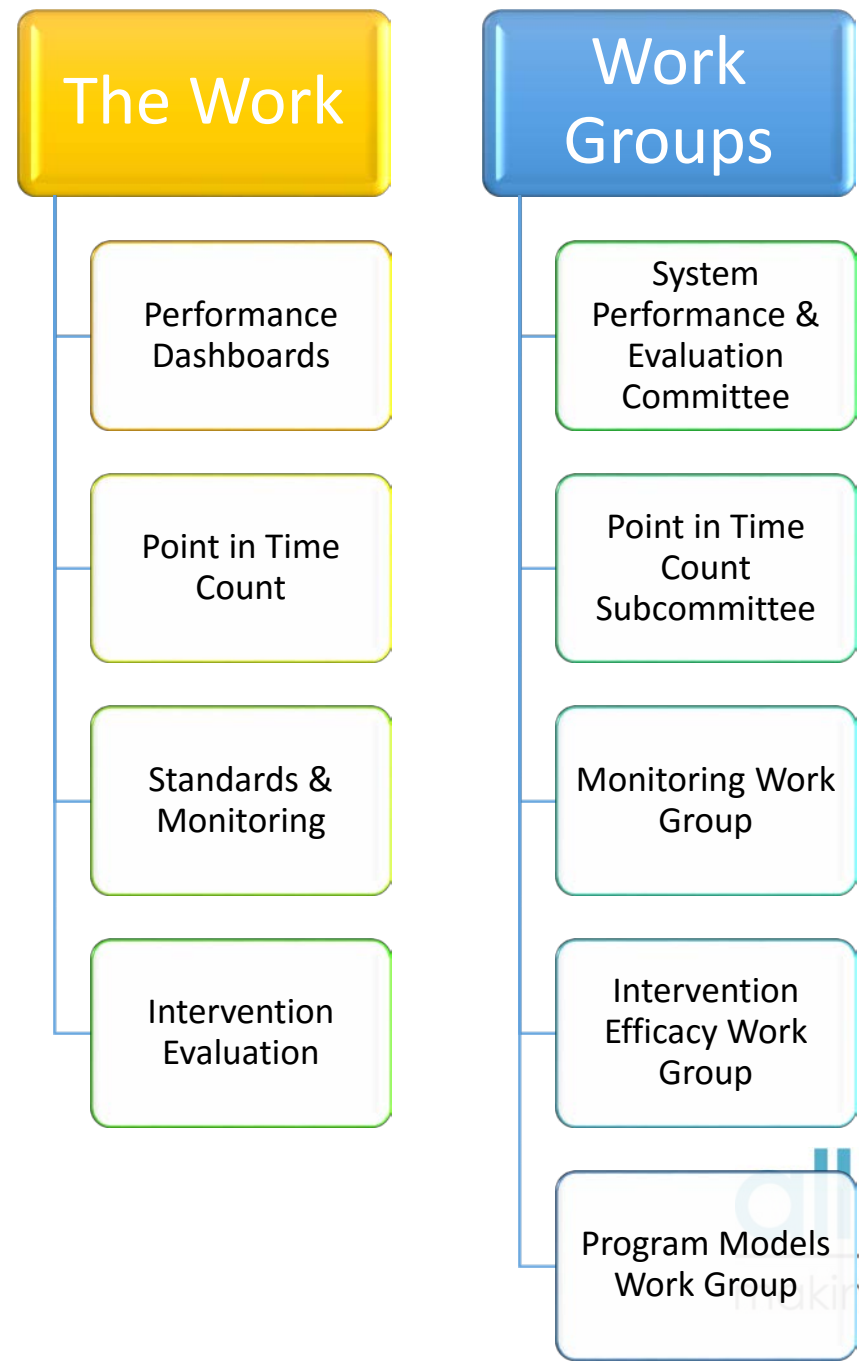 The Work
Performance
Dashboards
Point in Time
Count
Standards &
Monitoring
Intervention
Evaluation
Work
Groups
System
Performance &
Evaluation
Committee
Point in Time
Count
Subcommittee
Monitoring Work
Group
Intervention
Efficacy Work
Group
Program Models
Work Group